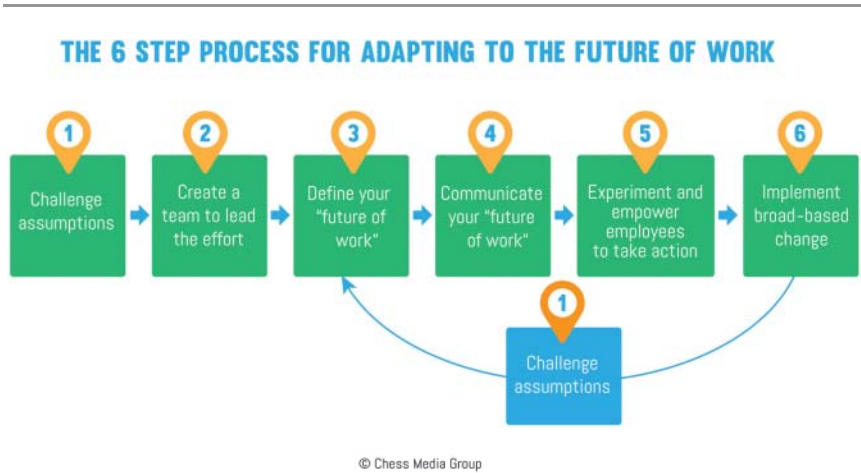 THE 6 STEP PROCESS FOR ADAPTING TO THE FUTURE OF WORK
1
Challenge
assumptions
2
Create a
team to lead
the effort
3
Define your
"future of
work"
4
Communicate
your "future
of work"
5
Experiment and
empower
employees
to take action
6
Implement
broad-based
change
1
Challenge
assumptions
© Chess Media Group